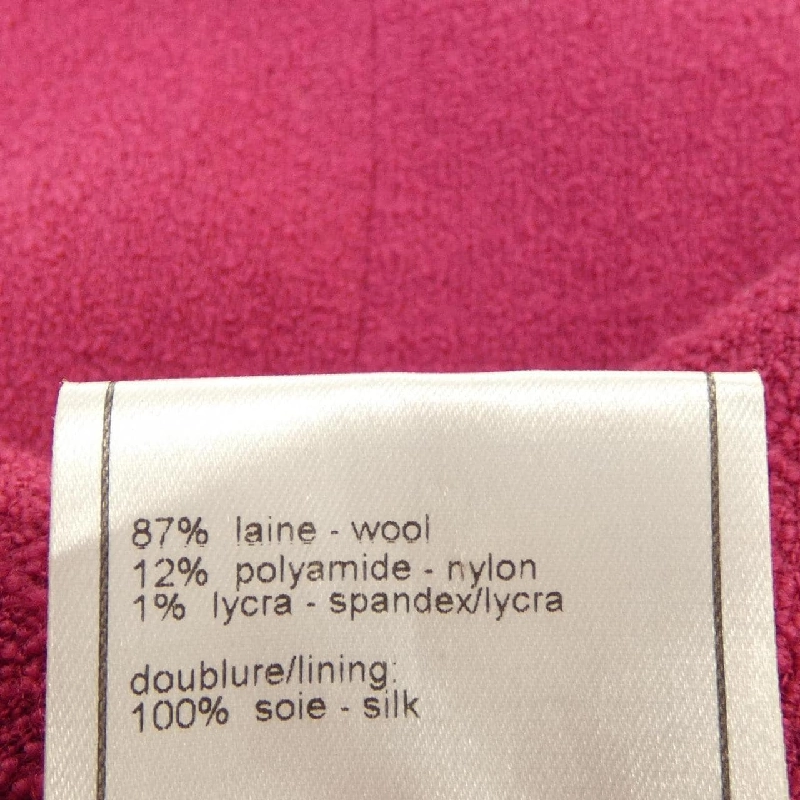 87% laine - wool
12% polyamide - nylon
1% lycra - spandex/lycra
doublure/lining:
100% soie - silk